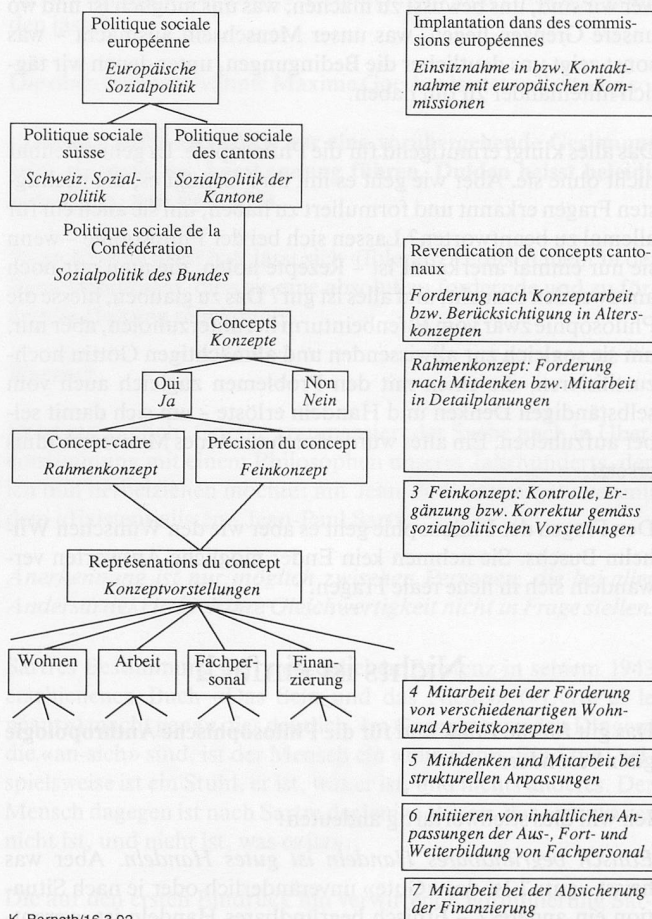 Politique sociale
européenne
Europäische
Sozialpolitik
Implantation dans des commis-
sions européennes
Einsitznahme in bzw. Kontakt-
nahme mit europäischen Kom-
missionen
Politique sociale
suisse
Schweiz. Sozial-
politik
Politique sociale
des cantons
Sozialpolitik der
Kantone
Politique sociale de la
Confédération
Sozialpolitik des Bundes
Revendication de concepts canto-
naux
Forderung nach Konzeptarbeit
bzw. Berücksichtigung in Alters-
konzepten
Rahmenkonzept: Forderung
nach Mitdenken bzw. Mitarbeit
in Detailplanungen
Concepts
Konzepte
Oui
Ja
Non
Nein
Concept-cadre
Rahmenkonzept
Précision du concept
Feinkonzept
3 Feinkonzept: Kontrolle, Er-
gänzung bzw. Korrektur gemäss
sozialpolitischen Vorstellungen
Représenations du concept
Konzeptvorstellungen
Wohnen
Arbeit
Fachper-
sonal
Finan-
zierung
4 Mitarbeit bei der Förderung
von verschiedenartigen Wohn-
und Arbeitskonzepten
5 Mithdenken und Mitarbeit bei
strukturellen Anpassungen
6 Initiieren von inhaltlichen An-
passungen der Aus-, Fort- und
Weiterbildung von Fachpersonal
7 Mitarbeit bei der Absicherung
der Finanzierung